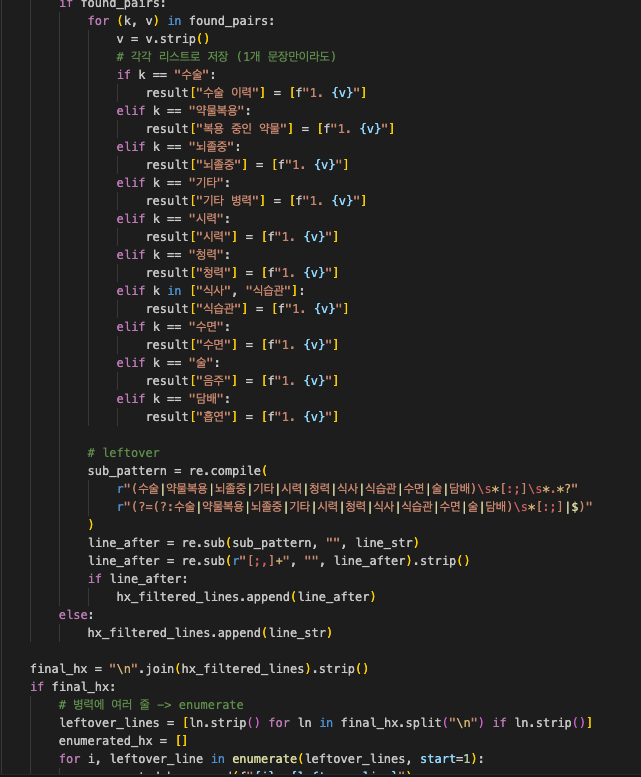 if found_pairs:
for (k, v) in found_pairs:
v = v.strip()
# 각각 리스트로 저장 (1개 문장만이라도)
if k == "수술":
result["수술 이력"] = [f"1. {v}"]
elif k == "약물복용":
result["복용 중인 약물"] = [f"1. {v}"]
elif k == "뇌졸중":
result["뇌졸중"] = [f"1. {v}"]
elif k == "기타":
result["기타 병력"] = [f"1. {v}"]
elif k == "시력":
result["시력"] = [f"1. {v}"]
elif k == "청력":
result["청력"] = [f"1. {v}"]
elif k in ["식사", "식습관"]:
result["식습관"] = [f"1. {v}"]
elif k == "수면":
result["수면"] = [f"1. {v}"]
elif k == "술":
result["음주"] = [f"1. {v}"]
elif k == "담배":
result["흡연"] = [f"1. {v}"]
# leftover
sub_pattern = re.compile(
r"(수술|약물복용|뇌졸중|기타|시력|청력|식사|식습관|수면|술|담배)\s*[:;]\s*.*?"
r"(?=(?:수술|약물복용|뇌졸중|기타|시력|청력|식사|식습관|수면|술|담배)\s*[:;]|$)"
)
line_after = re.sub(sub_pattern, "", line_str)
line_after = re.sub(r"[;,]+", "", line_after).strip()
if line_after:
hx_filtered_lines.append(line_after)
else:
hx_filtered_lines.append(line_str)
final_hx = "\n".join(hx_filtered_lines).strip()
if final_hx:
# 병력에 여러 줄 -> enumerate
leftover_lines = [ln.strip() for ln in final_hx.split("\n") if ln.strip()]
enumerated_hx = []
for i, leftover_line in enumerate(leftover_lines, start=1):